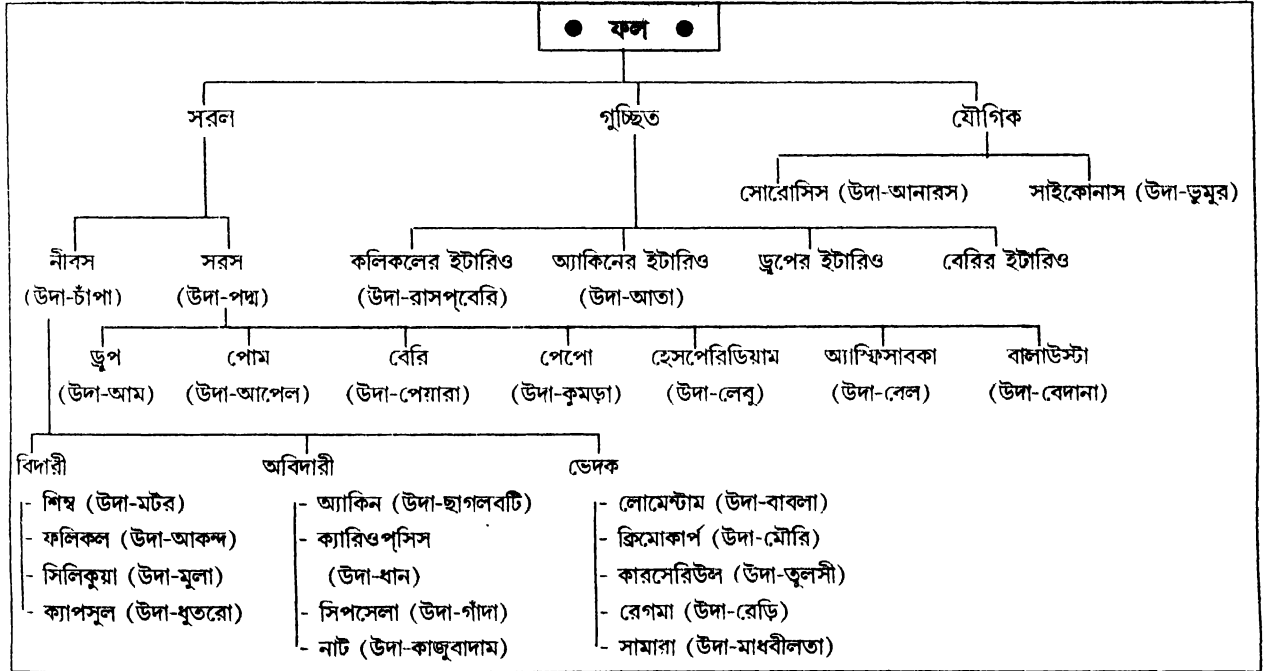 ● ফল ●
সরল গুচ্ছিত যৌগিক
সোরোসিস (উদা-আনারস) সাইকোনাস (উদা-ডুমুর)
নীবস সরস কলিকলের ইটারিও অ্যাকিনের ইটারিও ড্রুপের ইটারিও বেরির ইটারিও
(উদা-চাঁপা) (উদা-পদ্ম) (উদা-রাসপ্‌বেরি) (উদা-আতা)
ড্রুপ পোম বেরি পেপো হেসপেরিডিয়াম অ্যাম্ফিসাবকা বালাউস্টা
(উদা-আম) (উদা-আপেল) (উদা-পেয়ারা) (উদা-কুমড়া) (উদা-লেবু) (উদা-বেল) (উদা-বেদানা)
বিদারী অবিদারী ভেদক
- শিম্ব (উদা-মটর) - অ্যাকিন (উদা-ছাগলবটি) - লোমেন্টাম (উদা-বাবলা)
- ফলিকল (উদা-আকন্দ) - ক্যারিওপ্‌সিস - ক্রিমোকার্প (উদা-মৌরি)
- সিলিকুয়া (উদা-মূলা) (উদা-ধান) - কারসেরিউল (উদা-তুলসী)
- ক্যাপসুল (উদা-ধুতরো) - সিপসেলা (উদা-গাঁদা) - রেগমা (উদা-রেড়ি)
- নাট (উদা-কাজুবাদাম) - সামারা (উদা-মাধবীলতা)